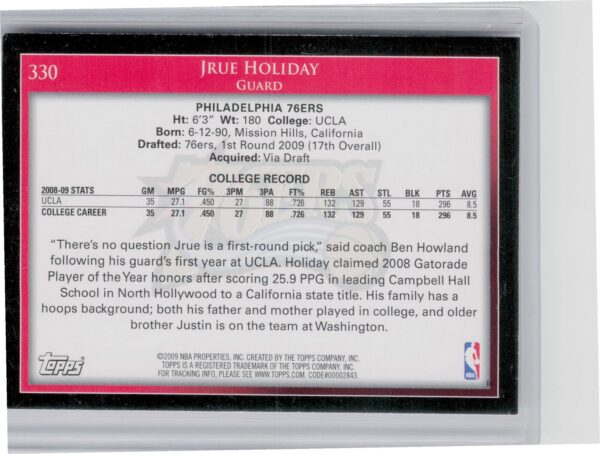 330
JRUE HOLIDAY
GUARD
PHILADELPHIA 76ERS
Ht: 6'3" Wt: 180 College: UCLA
Born: 6-12-90, Mission Hills, California
Drafted: 76ers, 1st Round 2009 (17th Overall)
Acquired: Via Draft
COLLEGE RECORD
2008-09 STATS GM MPG FG% 3PM 3PA FT% REB AST STL BLK PTS AVG
UCLA 35 27.1 .450 27 88 .726 132 129 55 18 296 8.5
COLLEGE CAREER 35 27.1 .450 27 88 .726 132 129 55 18 296 8.5
"There's no question Jrue is a first-round pick," said coach Ben Howland
following his guard's first year at UCLA. Holiday claimed 2008 Gatorade
Player of the Year honors after scoring 25.9 PPG in leading Campbell Hall
School in North Hollywood to a California state title. His family has a
hoops background; both his father and mother played in college, and older
brother Justin is on the team at Washington.
Topps
©2009 NBA PROPERTIES, INC. CREATED BY THE TOPPS COMPANY, INC.
TOPPS IS A REGISTERED TRADEMARK OF THE TOPPS COMPANY, INC.
FOR TRACKING INFO, PLEASE SEE WWW.TOPPS.COM. CODE#00002843.
NBA